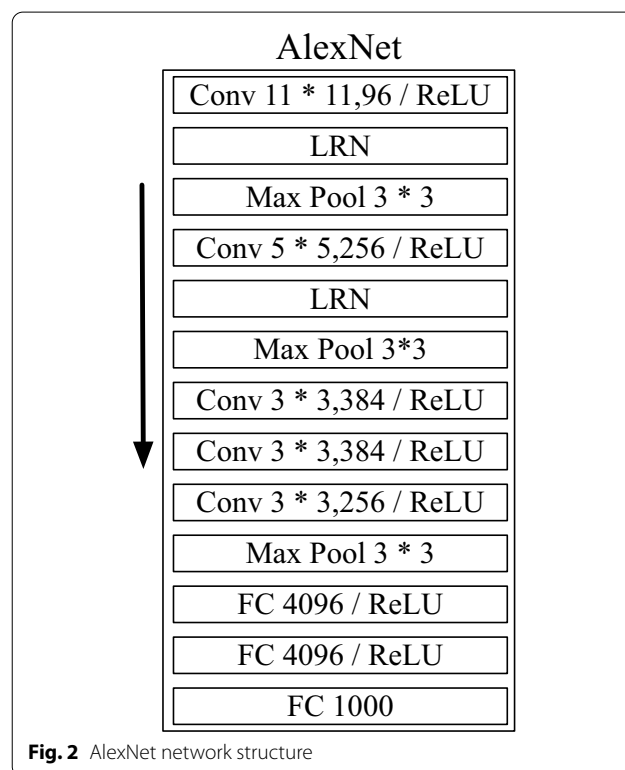 AlexNet
Conv 11 * 11,96 / ReLU
LRN
Max Pool 3 * 3
Conv 5 * 5,256 / ReLU
LRN
Max Pool 3*3
Conv 3 * 3,384 / ReLU
Conv 3 * 3,384 / ReLU
Conv 3 * 3,256 / ReLU
Max Pool 3 * 3
FC 4096 / ReLU
FC 4096 / ReLU
FC 1000
Fig. 2 AlexNet network structure